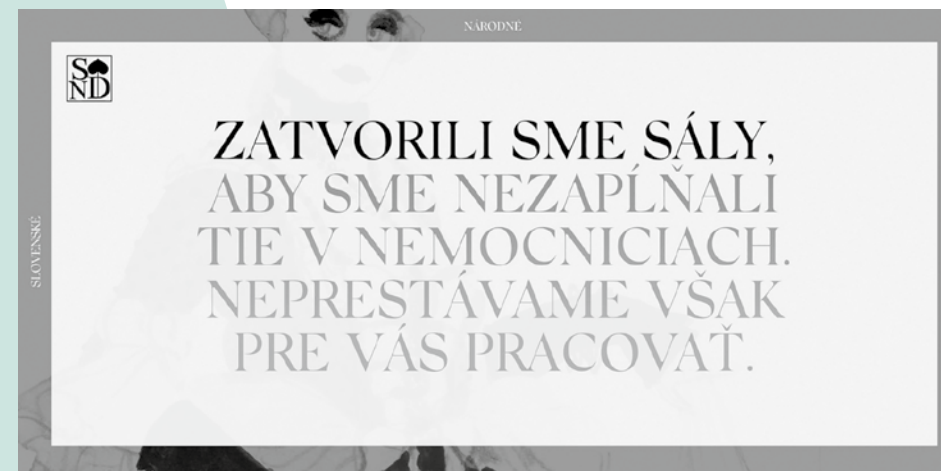 NÁRODNÉ
SND
ZATVORILI SME SÁLY,
ABY SME NEZAPĹŇALI
TIE V NEMOCNICIACH.
NEPRESTÁVAME VŠAK
PRE VÁS PRACOVAŤ.
SLOVENSKÉ